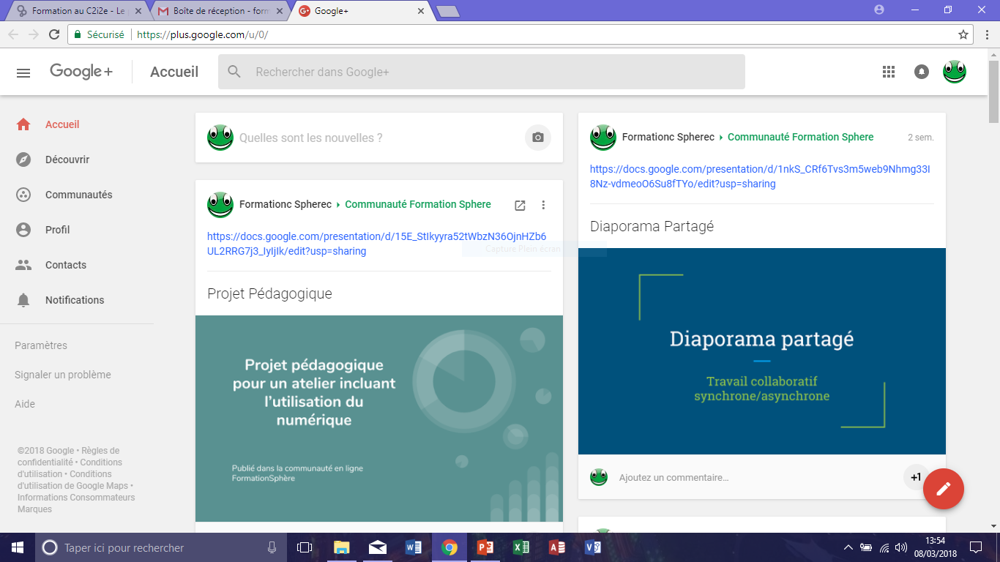 Formation au C2i2e - Le
Boîte de réception - form
Google+
Sécurisé
https://plus.google.com/u/0/
Google+
Accueil
Rechercher dans Google+
Accueil
Découvrir
Communautés
Profil
Contacts
Notifications
Paramètres
Signaler un problème
Aide
©2018 Google • Règles de
confidentialité • Conditions
d'utilisation • Conditions
d'utilisation de Google Maps •
Informations Consommateurs
Marques
Quelles sont les nouvelles ?
Formationc Spherec Communauté Formation Sphere
https://docs.google.com/presentation/d/15E_StIkyyra52tWbzN36OjnHZb6
UL2RRG7j3_IyIjIk/edit?usp=sharing
Capture Plein écran
Projet Pédagogique
Projet pédagogique
pour un atelier incluant
l'utilisation du
numérique
Publié dans la communauté en ligne
FormationSphère
Formationc Spherec Communauté Formation Sphere 2 sem.
https://docs.google.com/presentation/d/1nkS_CRf6Tvs3m5web9Nhmg33I
8Nz-vdmeoO6Su8fTYo/edit?usp=sharing
Diaporama Partagé
Diaporama partagé
Travail collaboratif
synchrone/asynchrone
Ajoutez un commentaire...
+1
Taper ici pour rechercher
13:54
08/03/2018